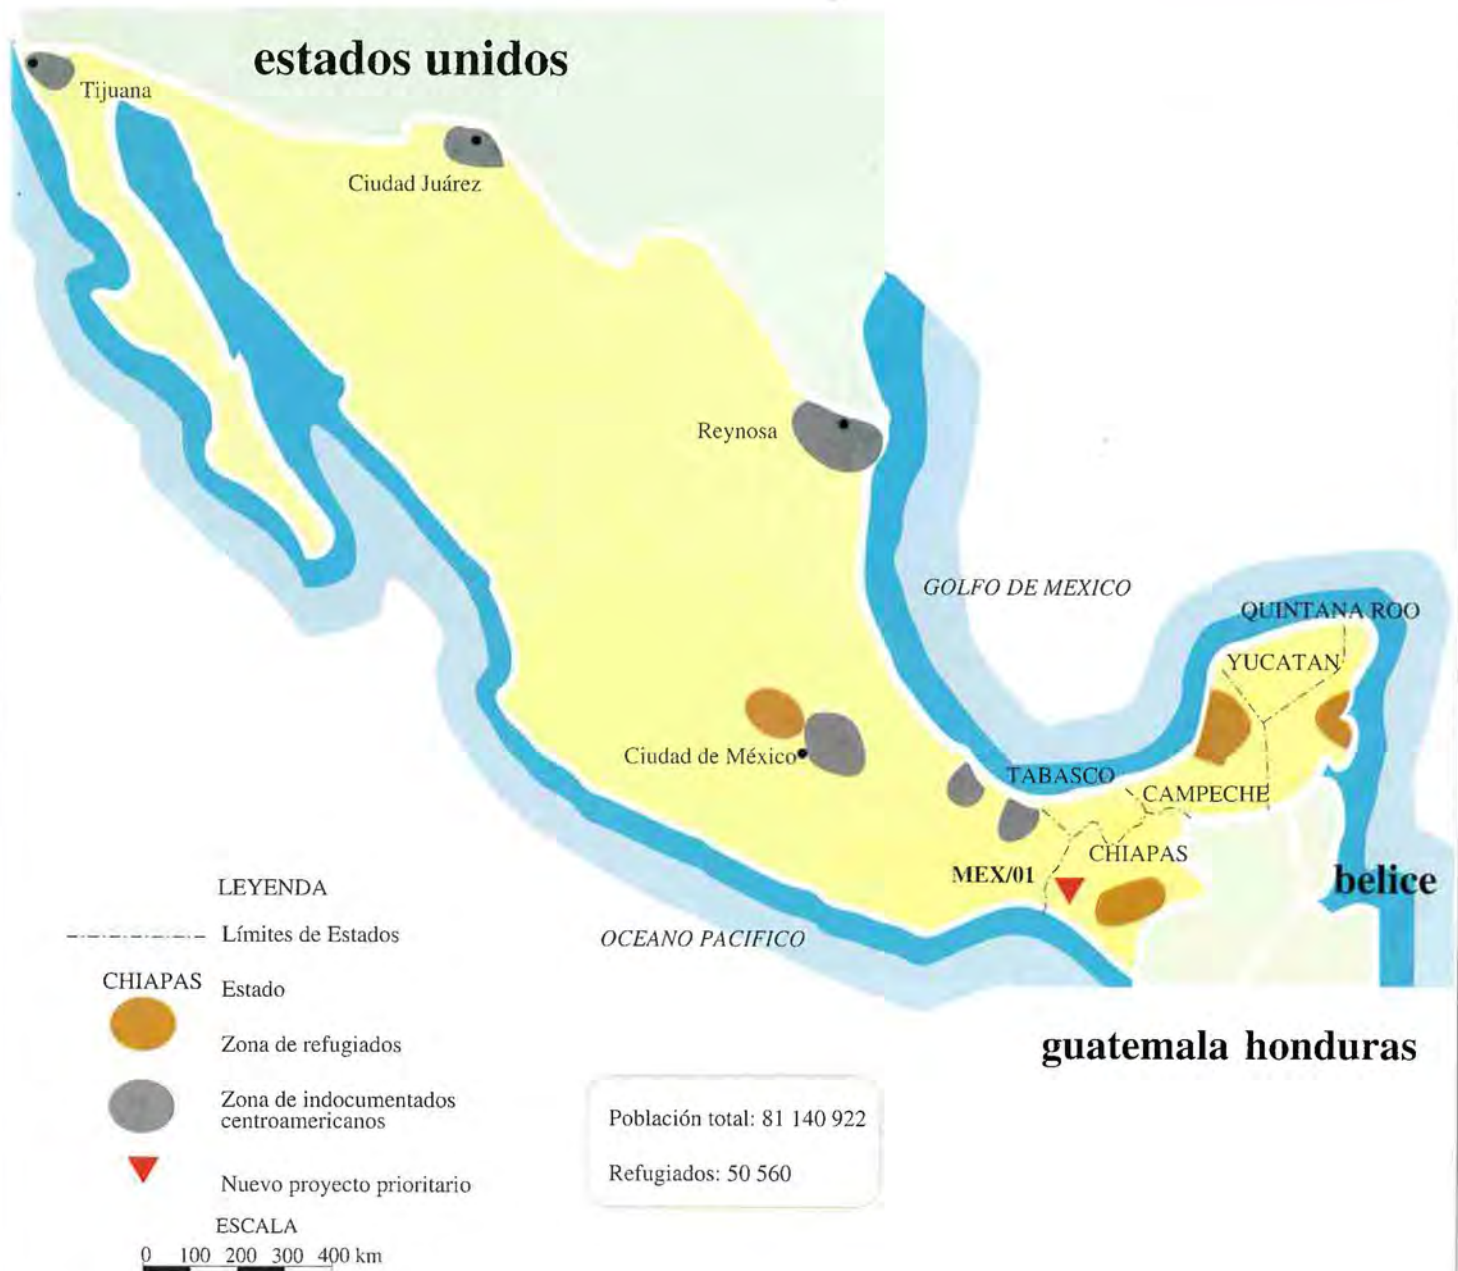 estados unidos
Tijuana
Ciudad Juárez
Reynosa
GOLFO DE MEXICO
QUINTANA ROO
YUCATAN
Ciudad de México
TABASCO
CAMPECHE
CHIAPAS
MEX/01
belice
OCEANO PACIFICO
guatemala honduras
LEYENDA
Límites de Estados
CHIAPAS Estado
Zona de refugiados
Zona de indocumentados
centroamericanos
Nuevo proyecto prioritario
ESCALA
0 100 200 300 400 km
Población total: 81 140 922
Refugiados: 50 560